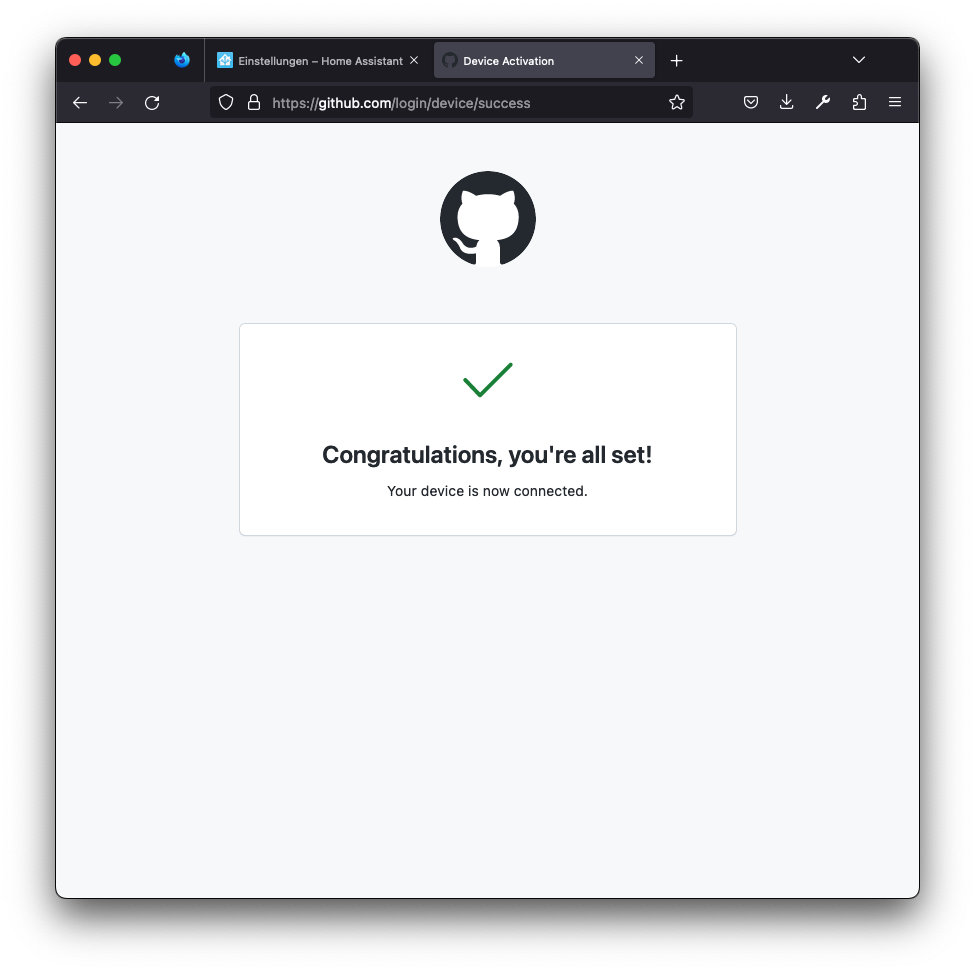 Einstellungen – Home Assistant
Device Activation
https://github.com/login/device/success
Congratulations, you're all set!
Your device is now connected.